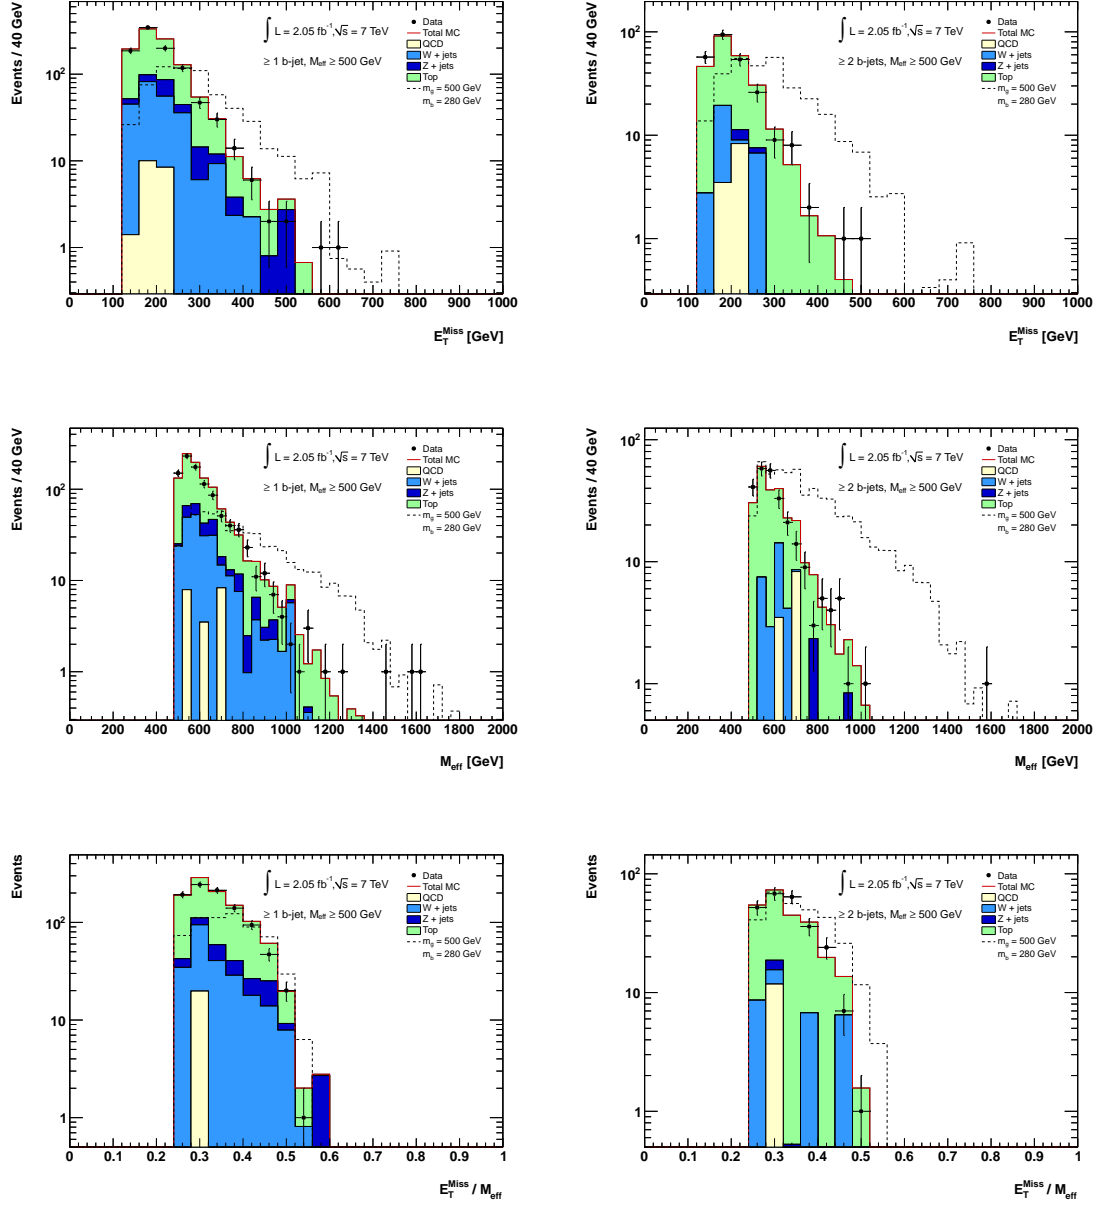 Events / 40 GeV
10²
10
1
∫ L = 2.05 fb⁻¹, √s = 7 TeV
≥ 1 b-jet, M_eff ≥ 500 GeV
Data
Total MC
QCD
W + jets
Z + jets
Top
m_g = 500 GeV
m_b = 280 GeV
0 100 200 300 400 500 600 700 800 900 1000
E_T^Miss [GeV]
Events / 40 GeV
10²
10
1
∫ L = 2.05 fb⁻¹, √s = 7 TeV
≥ 2 b-jets, M_eff ≥ 500 GeV
Data
Total MC
QCD
W + jets
Z + jets
Top
m_g = 500 GeV
m_b = 280 GeV
0 100 200 300 400 500 600 700 800 900 1000
E_T^Miss [GeV]
Events / 40 GeV
10²
10
1
∫ L = 2.05 fb⁻¹, √s = 7 TeV
≥ 1 b-jet, M_eff ≥ 500 GeV
Data
Total MC
QCD
W + jets
Z + jets
Top
m_g = 500 GeV
m_b = 280 GeV
0 200 400 600 800 1000 1200 1400 1600 1800 2000
M_eff [GeV]
Events / 40 GeV
10²
10
1
∫ L = 2.05 fb⁻¹, √s = 7 TeV
≥ 2 b-jets, M_eff ≥ 500 GeV
Data
Total MC
QCD
W + jets
Z + jets
Top
m_g = 500 GeV
m_b = 280 GeV
0 200 400 600 800 1000 1200 1400 1600 1800 2000
M_eff [GeV]
Events
10²
10
1
∫ L = 2.05 fb⁻¹, √s = 7 TeV
≥ 1 b-jet, M_eff ≥ 500 GeV
Data
Total MC
QCD
W + jets
Z + jets
Top
m_g = 500 GeV
m_b = 280 GeV
0 0.1 0.2 0.3 0.4 0.5 0.6 0.7 0.8 0.9 1
E_T^Miss / M_eff
Events
10²
10
1
∫ L = 2.05 fb⁻¹, √s = 7 TeV
≥ 2 b-jets, M_eff ≥ 500 GeV
Data
Total MC
QCD
W + jets
Z + jets
Top
m_g = 500 GeV
m_b = 280 GeV
0 0.1 0.2 0.3 0.4 0.5 0.6 0.7 0.8 0.9 1
E_T^Miss / M_eff